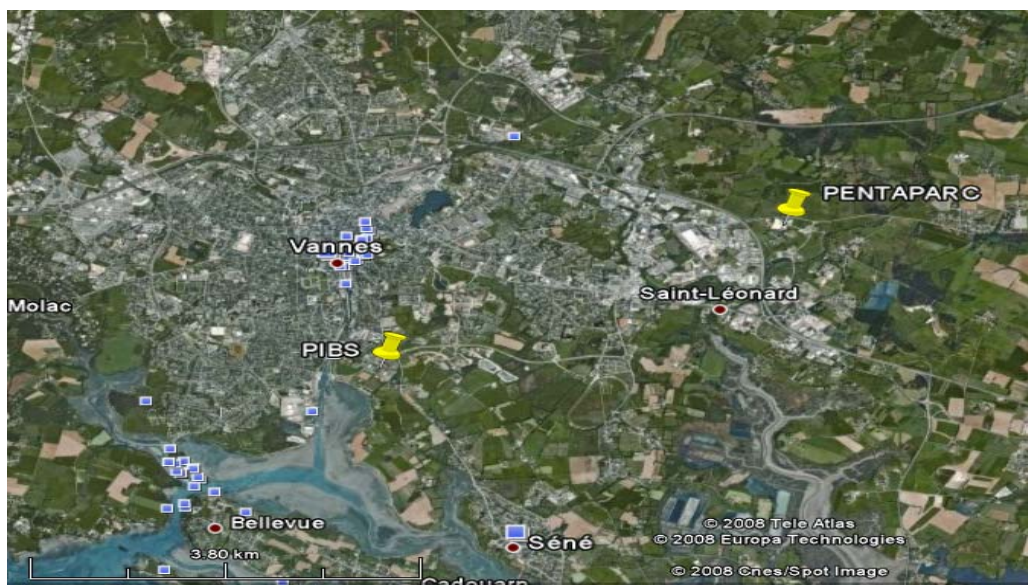 PENTAPARC
Vannes
Saint-Léonard
Molac
PIBS
Bellevue
Séné
3.80 km
Cadouarn
© 2008 Tele Atlas
© 2008 Europa Technologies
© 2008 Cnes/Spot Image